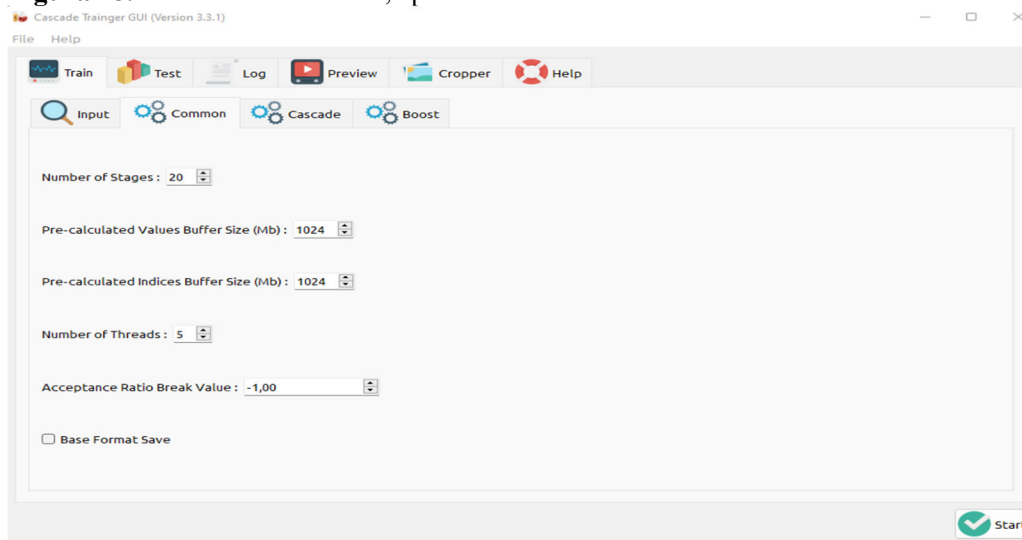 Cascade Trainger GUI (Version 3.3.1)
File Help
Train Test Log Preview Cropper Help
Input Common Cascade Boost
Number of Stages : 20
Pre-calculated Values Buffer Size (Mb) : 1024
Pre-calculated Indices Buffer Size (Mb) : 1024
Number of Threads : 5
Acceptance Ratio Break Value : -1,00
Base Format Save
Start